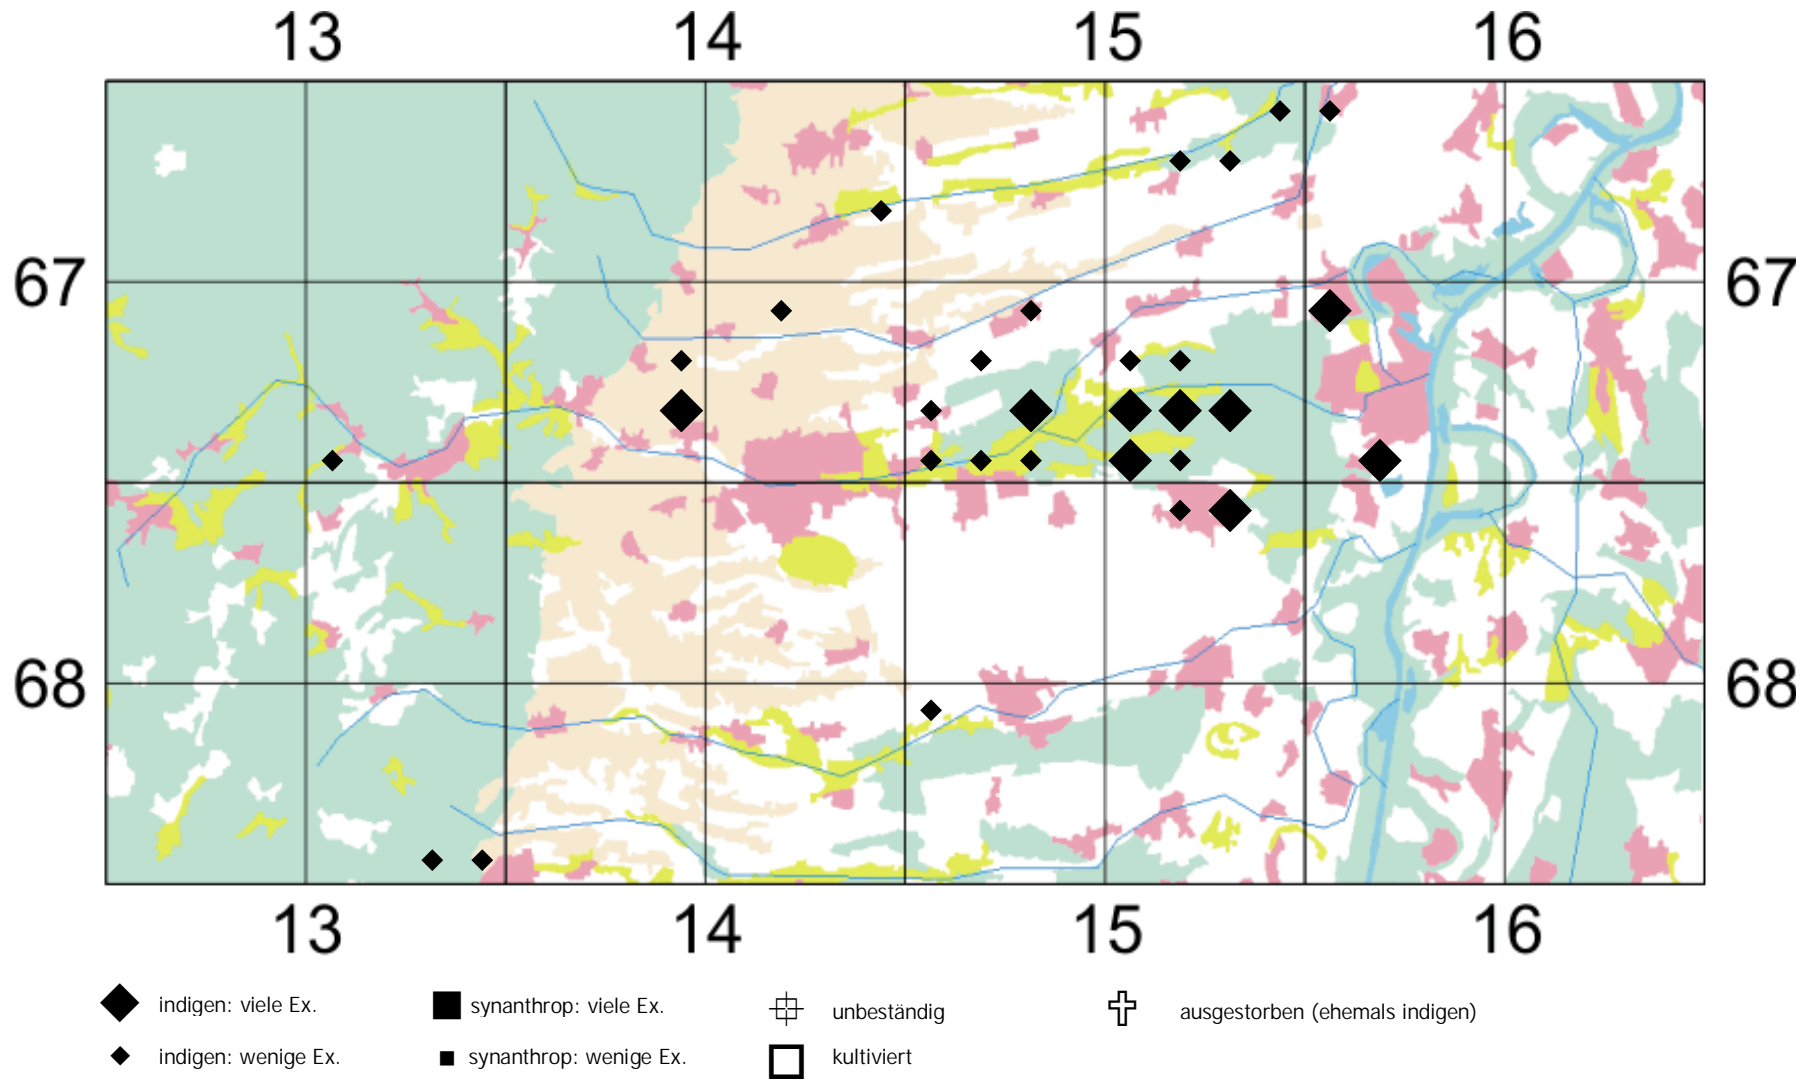 13 14 15 16
67 67
68 68
13 14 15 16
indigen: viele Ex. synanthrop: viele Ex. unbeständig ausgestorben (ehemals indigen)
indigen: wenige Ex. synanthrop: wenige Ex. kultiviert